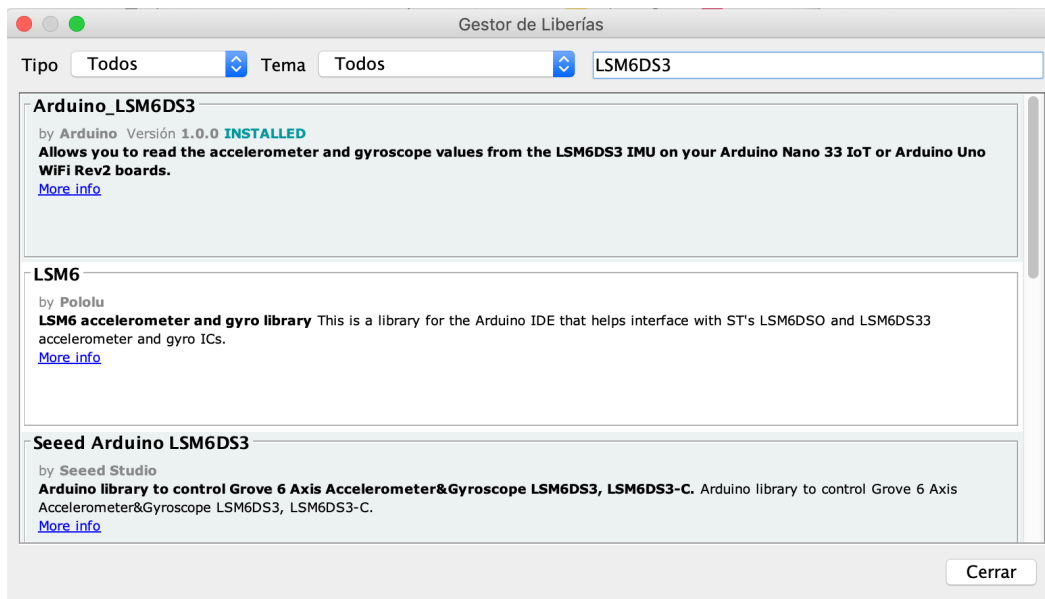 Gestor de Liberías
Tipo Todos Tema Todos LSM6DS3
Arduino_LSM6DS3
by Arduino Versión 1.0.0 INSTALLED
Allows you to read the accelerometer and gyroscope values from the LSM6DS3 IMU on your Arduino Nano 33 IoT or Arduino Uno
WiFi Rev2 boards.
More info
LSM6
by Pololu
LSM6 accelerometer and gyro library This is a library for the Arduino IDE that helps interface with ST's LSM6DSO and LSM6DS33
accelerometer and gyro ICs.
More info
Seeed Arduino LSM6DS3
by Seeed Studio
Arduino library to control Grove 6 Axis Accelerometer&Gyroscope LSM6DS3, LSM6DS3-C. Arduino library to control Grove 6 Axis
Accelerometer&Gyroscope LSM6DS3, LSM6DS3-C.
More info
Cerrar